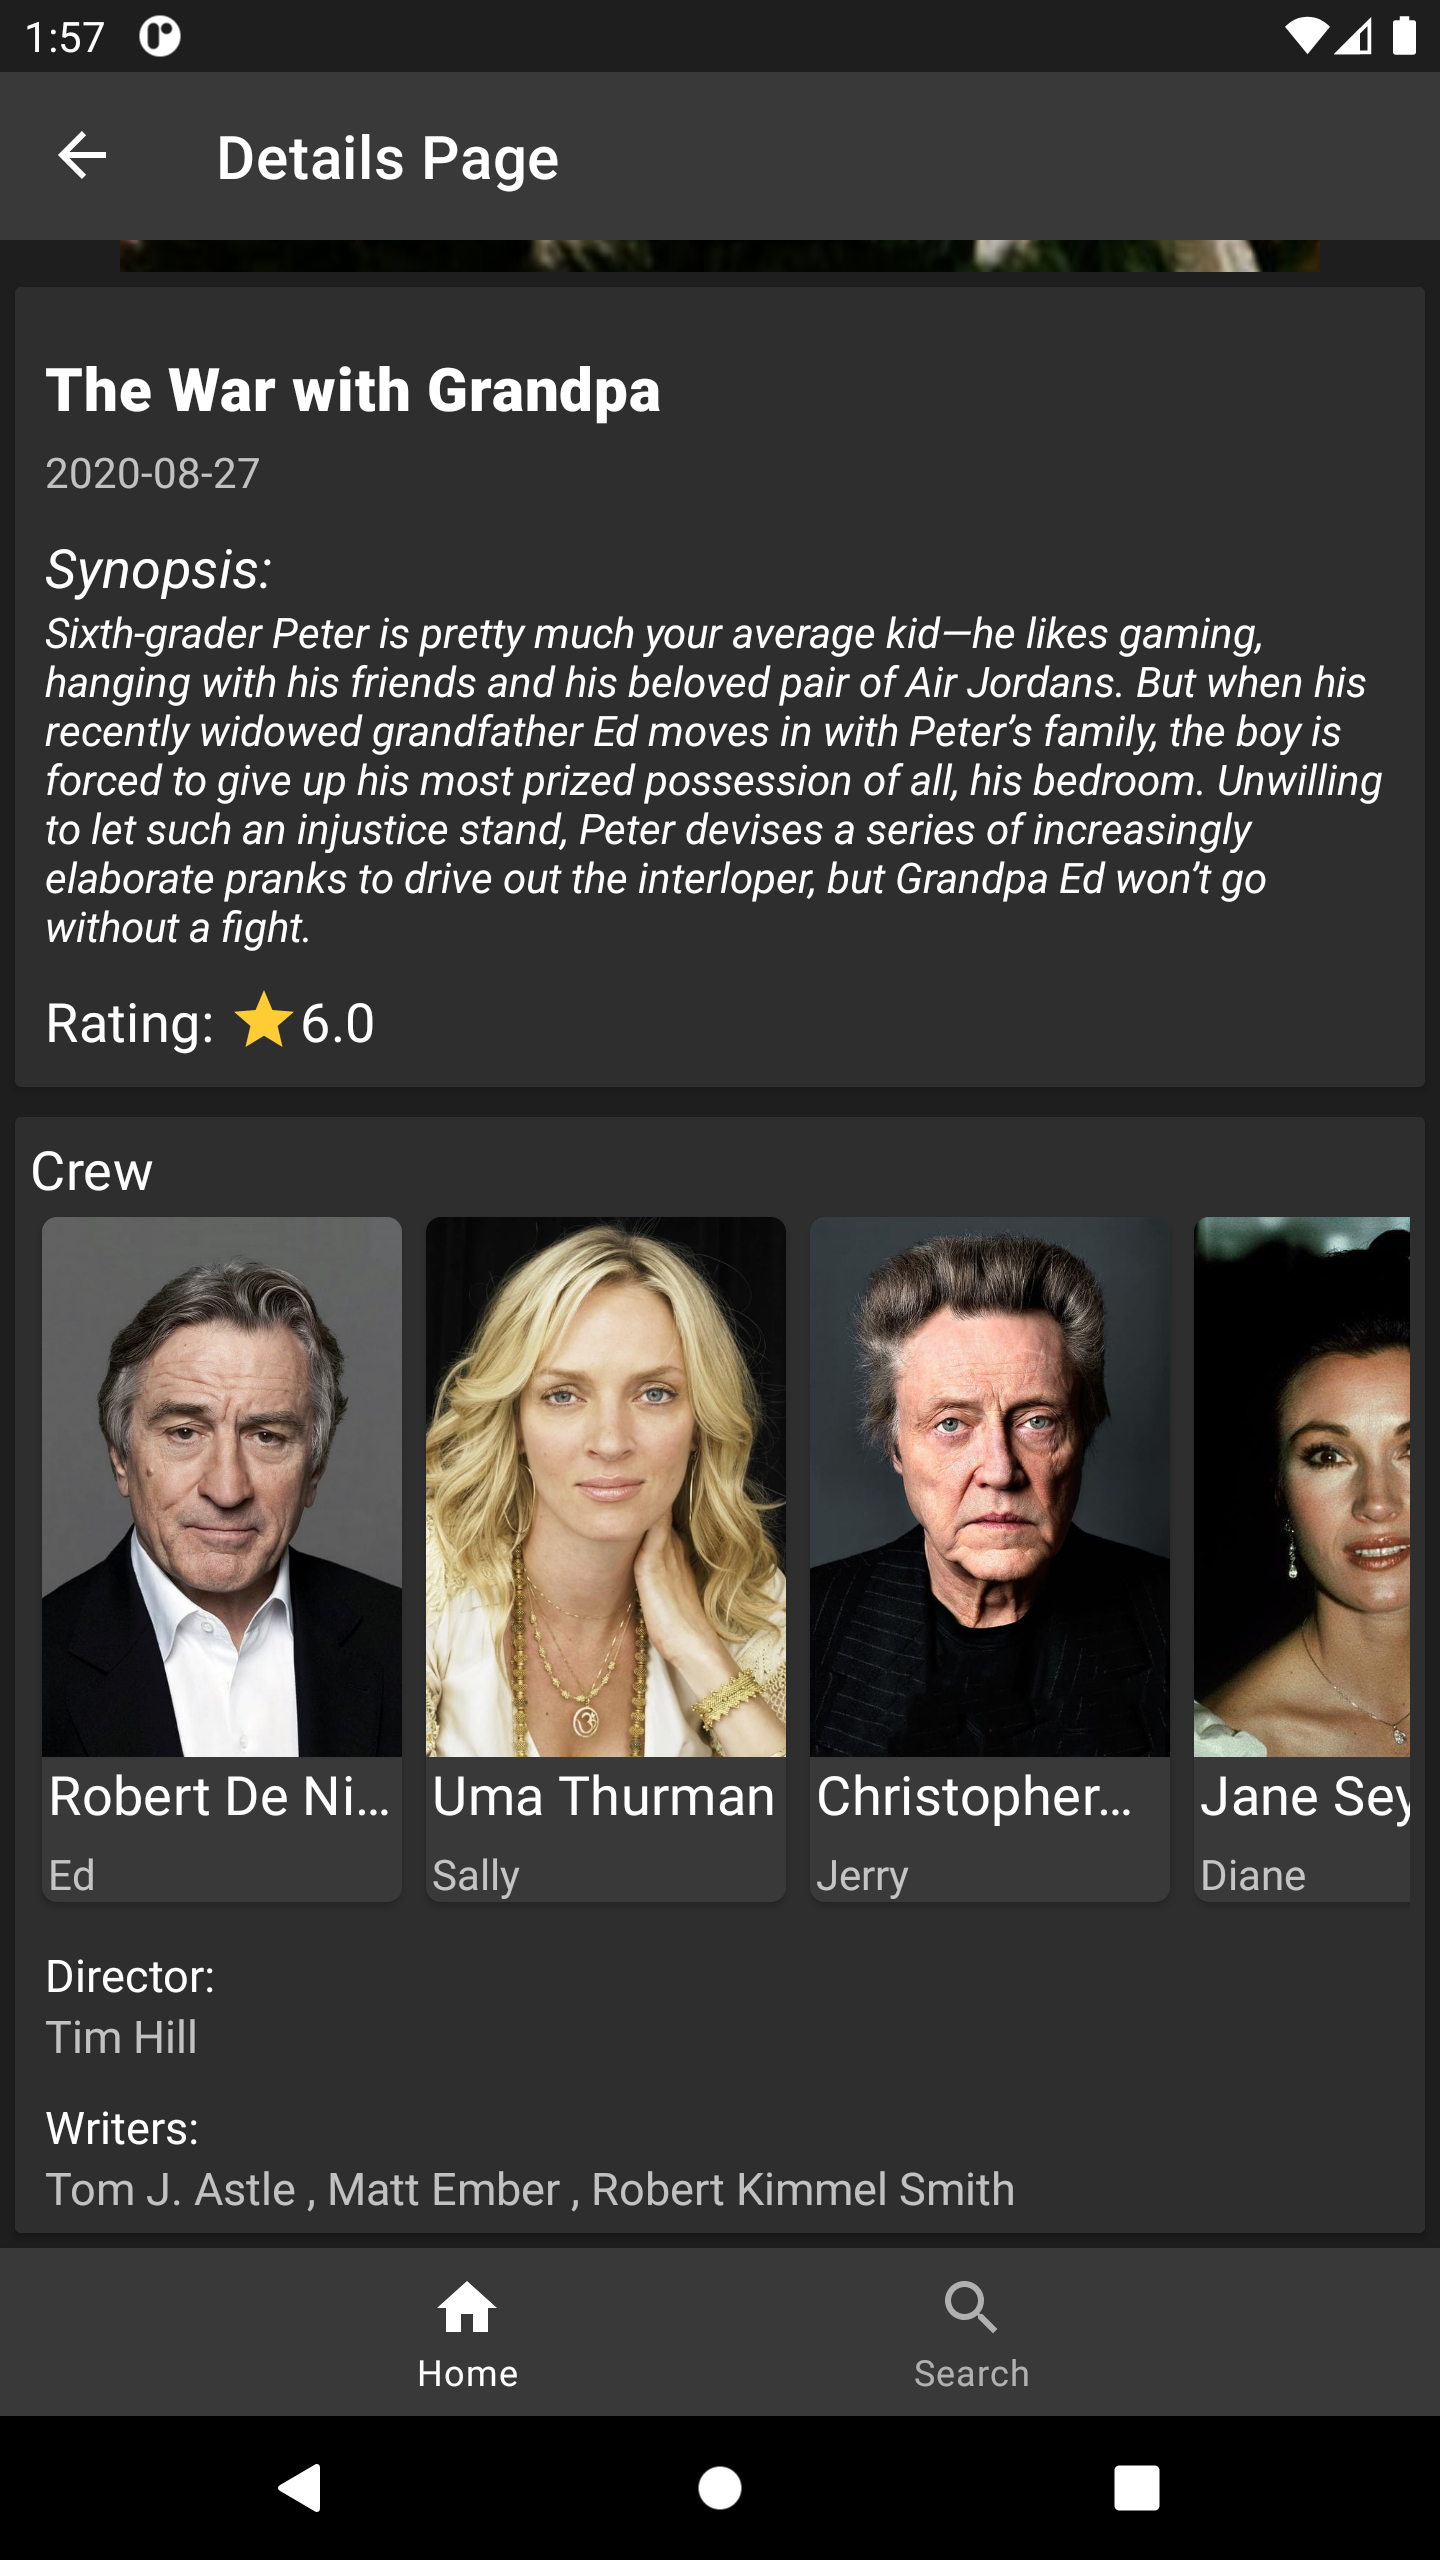 1:57
Details Page
The War with Grandpa
2020-08-27
Synopsis:
Sixth-grader Peter is pretty much your average kid—he likes gaming,
hanging with his friends and his beloved pair of Air Jordans. But when his
recently widowed grandfather Ed moves in with Peter’s family, the boy is
forced to give up his most prized possession of all, his bedroom. Unwilling
to let such an injustice stand, Peter devises a series of increasingly
elaborate pranks to drive out the interloper, but Grandpa Ed won’t go
without a fight.
Rating: 6.0
Crew
Robert De Ni... Uma Thurman Christopher... Jane Sey
Ed Sally Jerry Diane
Director:
Tim Hill
Writers:
Tom J. Astle , Matt Ember , Robert Kimmel Smith
Home Search